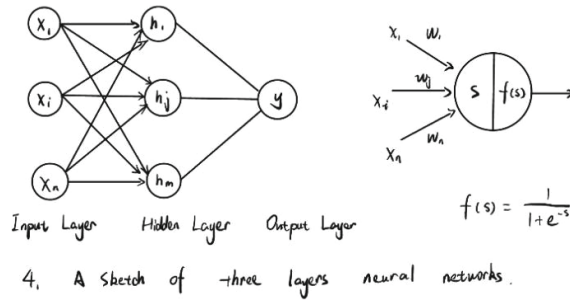 X₁ h₁
Xᵢ hⱼ y
Xₙ hₘ
Input Layer Hidden Layer Output Layer
X₁ W₁
Xᵢ Wⱼ S f(s)
Xₙ Wₙ
f(s) = 1 / (1+e^-s)
4. A sketch of three layers neural networks.